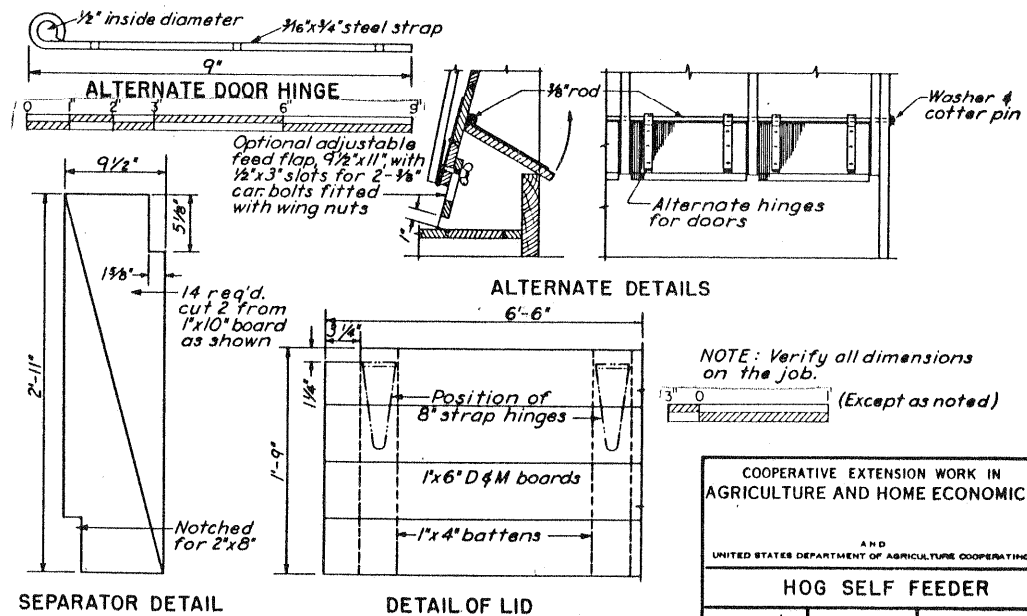 1/2" inside diameter
3/16"x3/4" steel strap
9"
ALTERNATE DOOR HINGE
0 1" 2" 3" 6" 9"
Optional adjustable
feed flap, 9 1/2"x11", with
1/2"x3" slots for 2-3/8"
car. bolts fitted
with wing nuts
1"
3/8" rod
Washer &
cotter pin
Alternate hinges
for doors
ALTERNATE DETAILS
9 1/2"
5 1/8"
1 5/8"
14 req'd.
cut 2 from
1"x10" board
as shown
2'-11"
Notched
for 2"x8"
SEPARATOR DETAIL
6'-6"
3 1/4"
1 1/4"
1'-9"
Position of
8" strap hinges
1"x6" D&M boards
1"x4" battens
DETAIL OF LID
NOTE: Verify all dimensions
on the job.
3" 0 1'
(Except as noted)
COOPERATIVE EXTENSION WORK IN
AGRICULTURE AND HOME ECONOMIC
AND
UNITED STATES DEPARTMENT OF AGRICULTURE COOPERATING
HOG SELF FEEDER